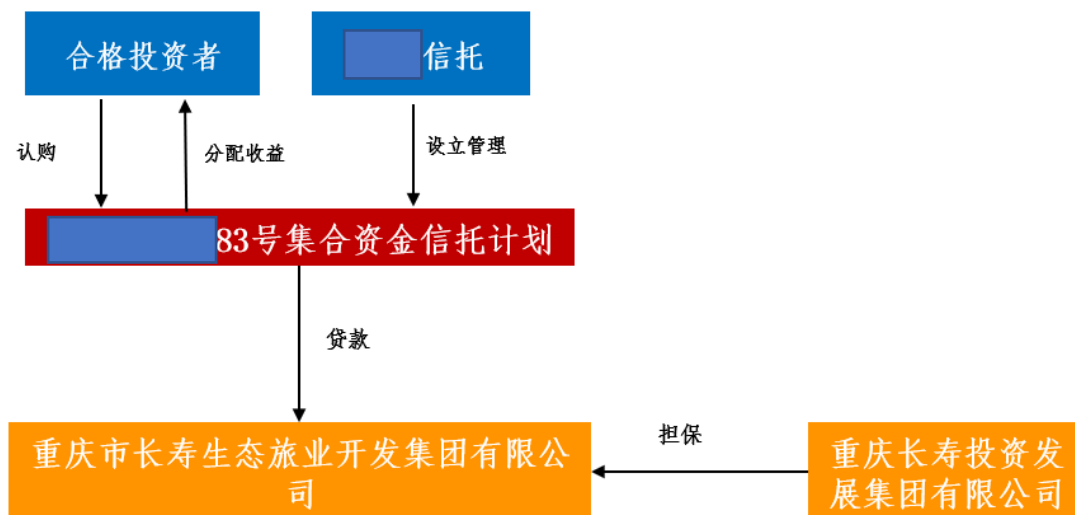 合格投资者
信托
认购
分配收益
设立管理
83号集合资金信托计划
贷款
重庆市长寿生态旅业开发集团有限公
司
担保
重庆长寿投资发
展集团有限公司